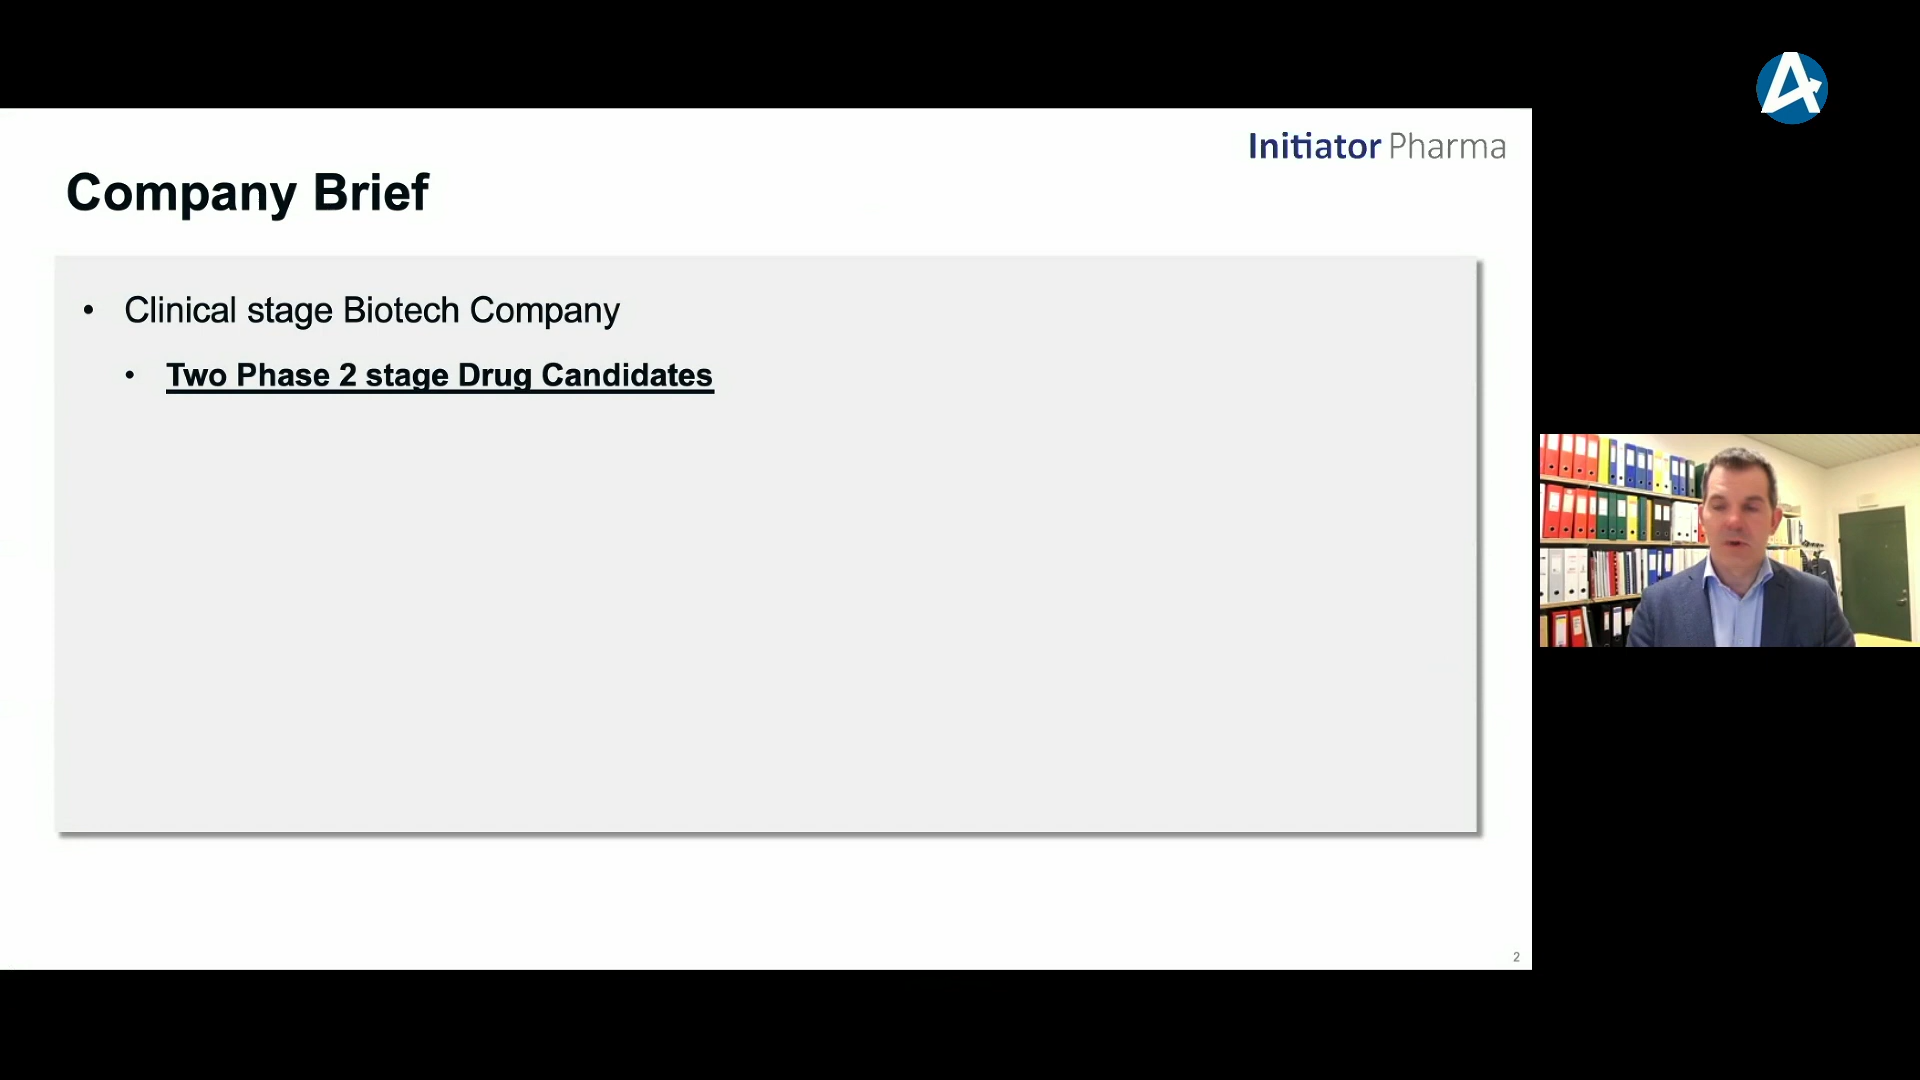 Initiator Pharma
Company Brief
• Clinical stage Biotech Company
• Two Phase 2 stage Drug Candidates
2